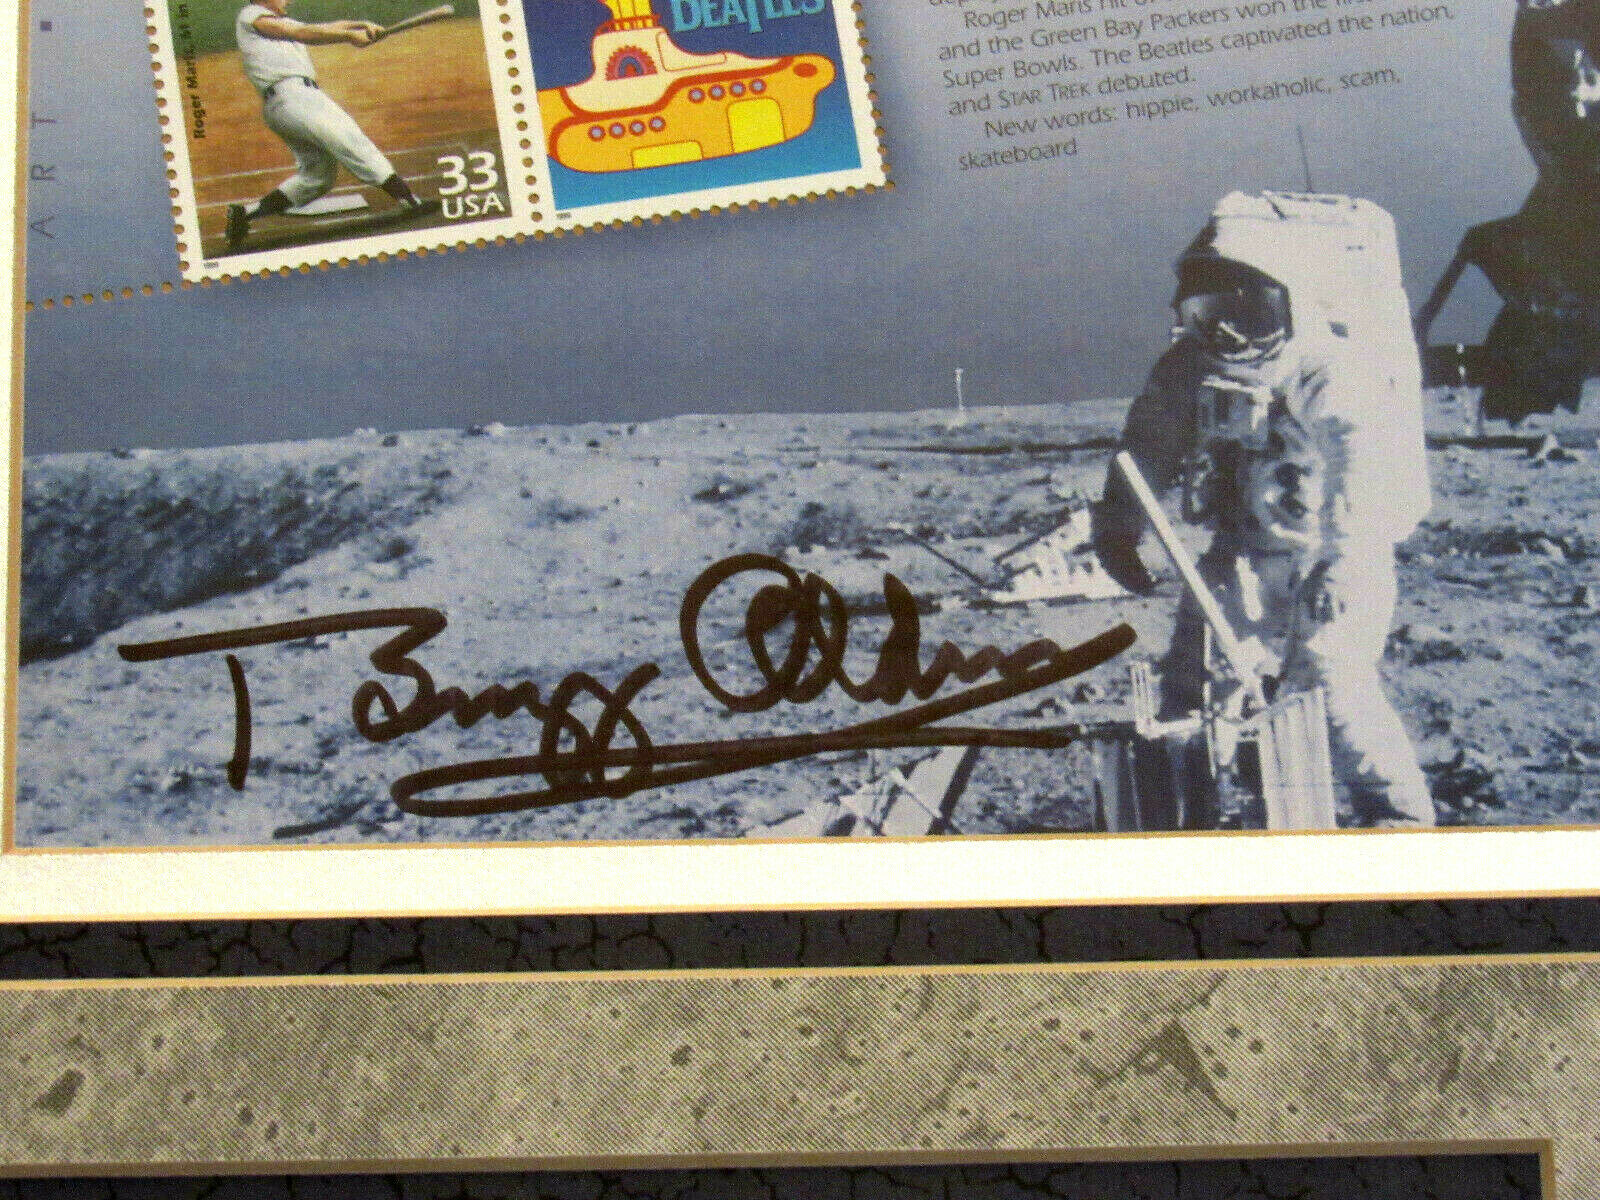 ART
Roger Maris, 61 in
33
USA
BEATLES
Roger Maris hit
and the Green Bay Packers won the first
Super Bowls. The Beatles captivated the nation,
and STAR TREK debuted.
New words: hippie, workaholic, scam,
skateboard
Buzz Aldrin